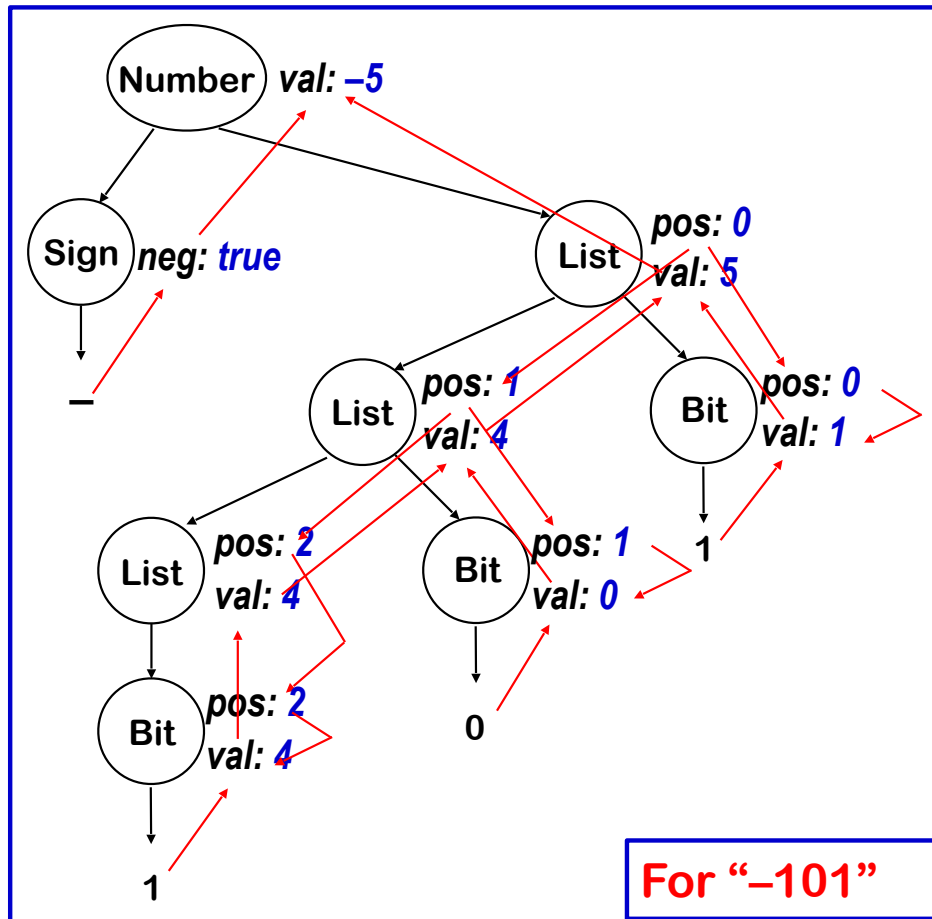 Number val: –5
Sign neg: true
List pos: 0
val: 5
–
List pos: 1
val: 4
Bit pos: 0
val: 1
1
List pos: 2
val: 4
Bit pos: 1
val: 0
0
Bit pos: 2
val: 4
1
For “–101”